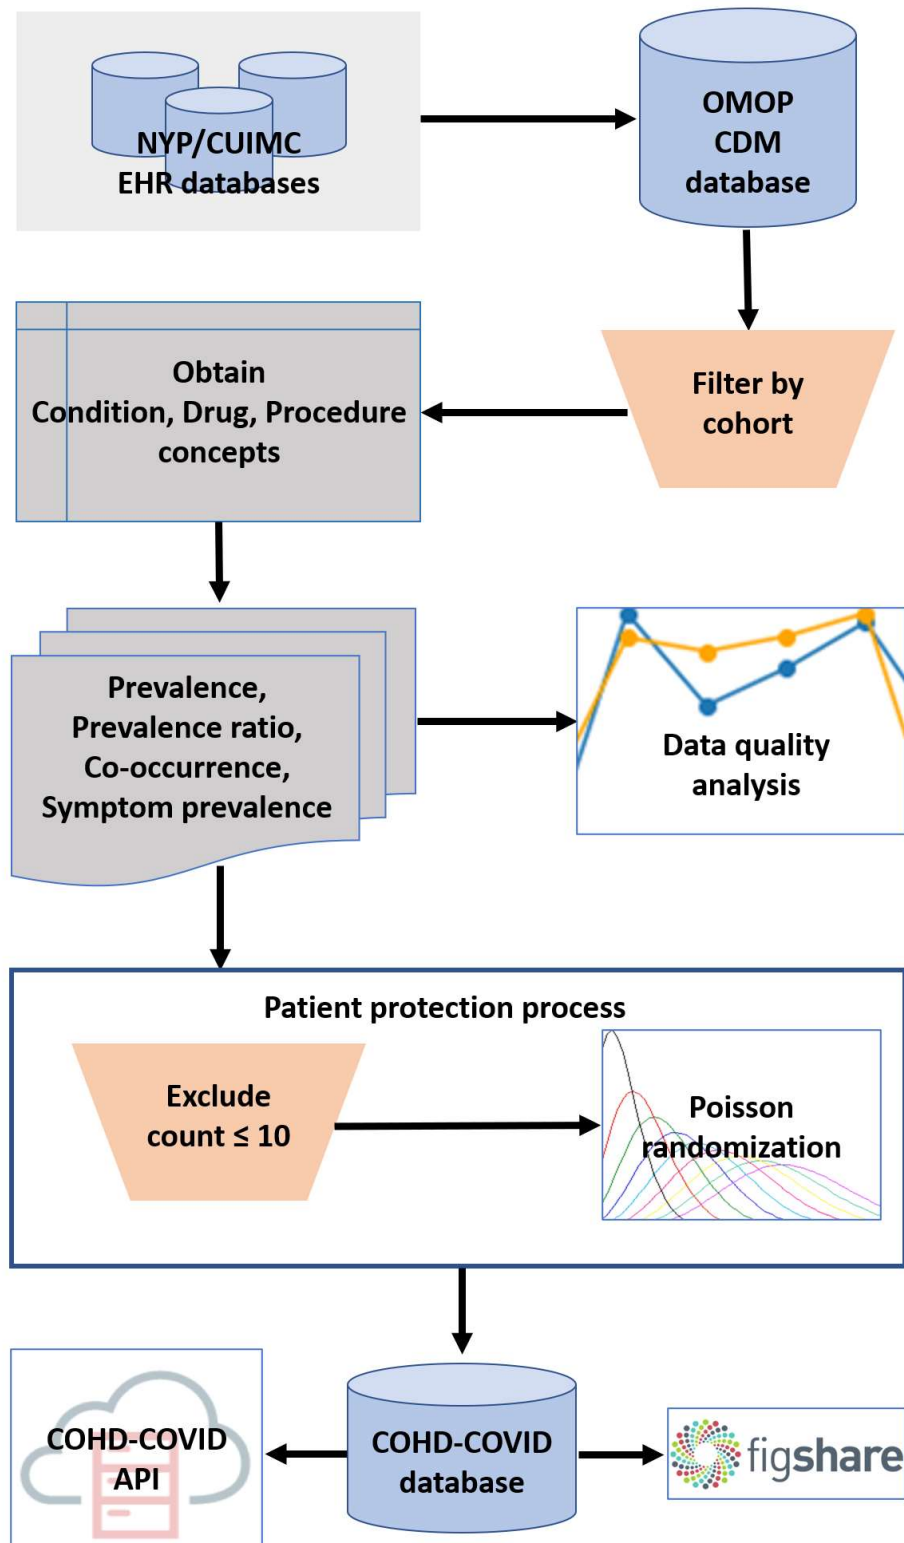 NYP/CUIMC
EHR databases
OMOP
CDM
database
Obtain
Condition, Drug, Procedure
concepts
Filter by
cohort
Prevalence,
Prevalence ratio,
Co-occurrence,
Symptom prevalence
Data quality
analysis
Patient protection process
Exclude
count ≤ 10
Poisson
randomization
COHD-COVID
API
COHD-COVID
database
figshare